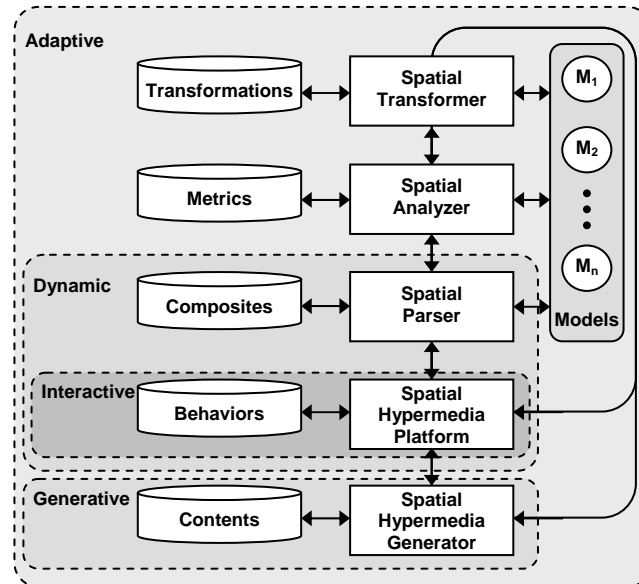 Adaptive
Transformations
Spatial
Transformer
M1
Metrics
Spatial
Analyzer
M2
Mn
Models
Dynamic
Composites
Spatial
Parser
Interactive
Behaviors
Spatial
Hypermedia
Platform
Generative
Contents
Spatial
Hypermedia
Generator